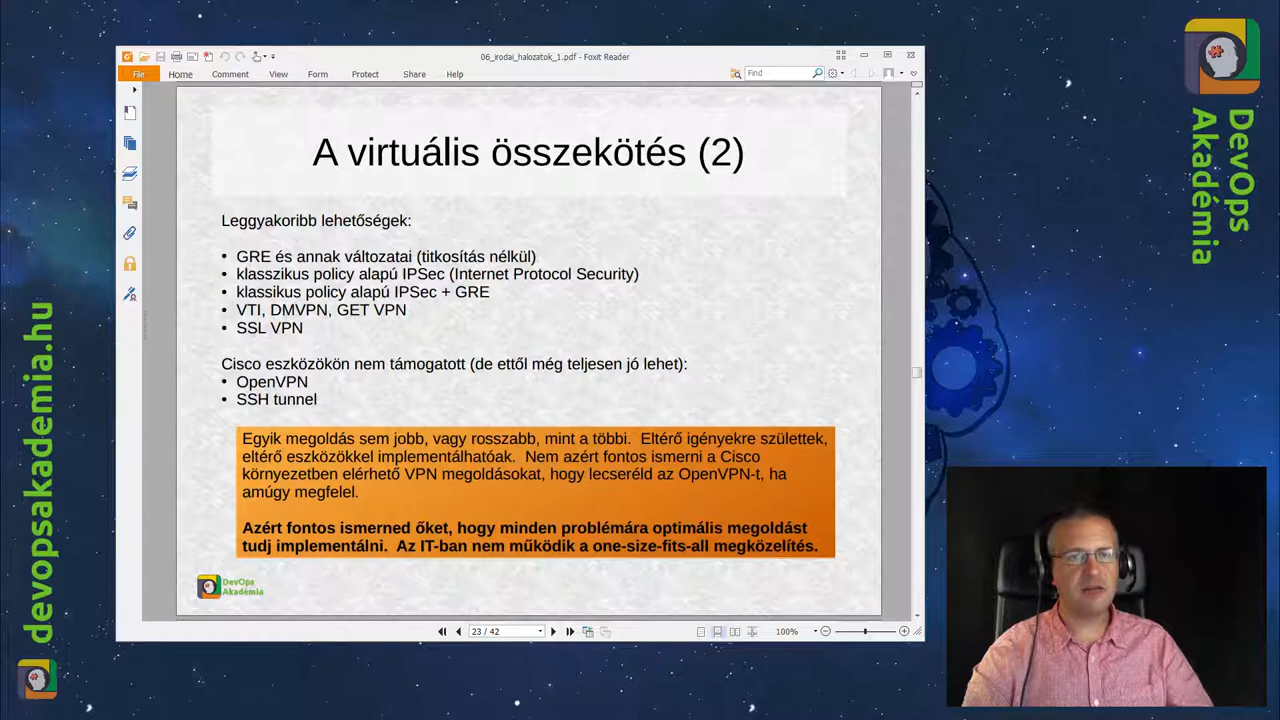 06_irodai_halozatok_1.pdf - Foxit Reader
File Home Comment View Form Protect Share Help
Find
A virtuális összekötés (2)
Leggyakoribb lehetőségek:
• GRE és annak változatai (titkosítás nélkül)
• klasszikus policy alapú IPSec (Internet Protocol Security)
• klassikus policy alapú IPSec + GRE
• VTI, DMVPN, GET VPN
• SSL VPN
Cisco eszközökön nem támogatott (de ettől még teljesen jó lehet):
• OpenVPN
• SSH tunnel
Egyik megoldás sem jobb, vagy rosszabb, mint a többi. Eltérő igényekre születtek,
eltérő eszközökkel implementálhatóak. Nem azért fontos ismerni a Cisco
környezetben elérhető VPN megoldásokat, hogy lecseréld az OpenVPN-t, ha
amúgy megfelel.
Azért fontos ismerned őket, hogy minden problémára optimális megoldást
tudj implementálni. Az IT-ban nem működik a one-size-fits-all megközelítés.
DevOps
Akadémia
23 / 42
100%
devopsakademia.hu
DevOps
Akadémia